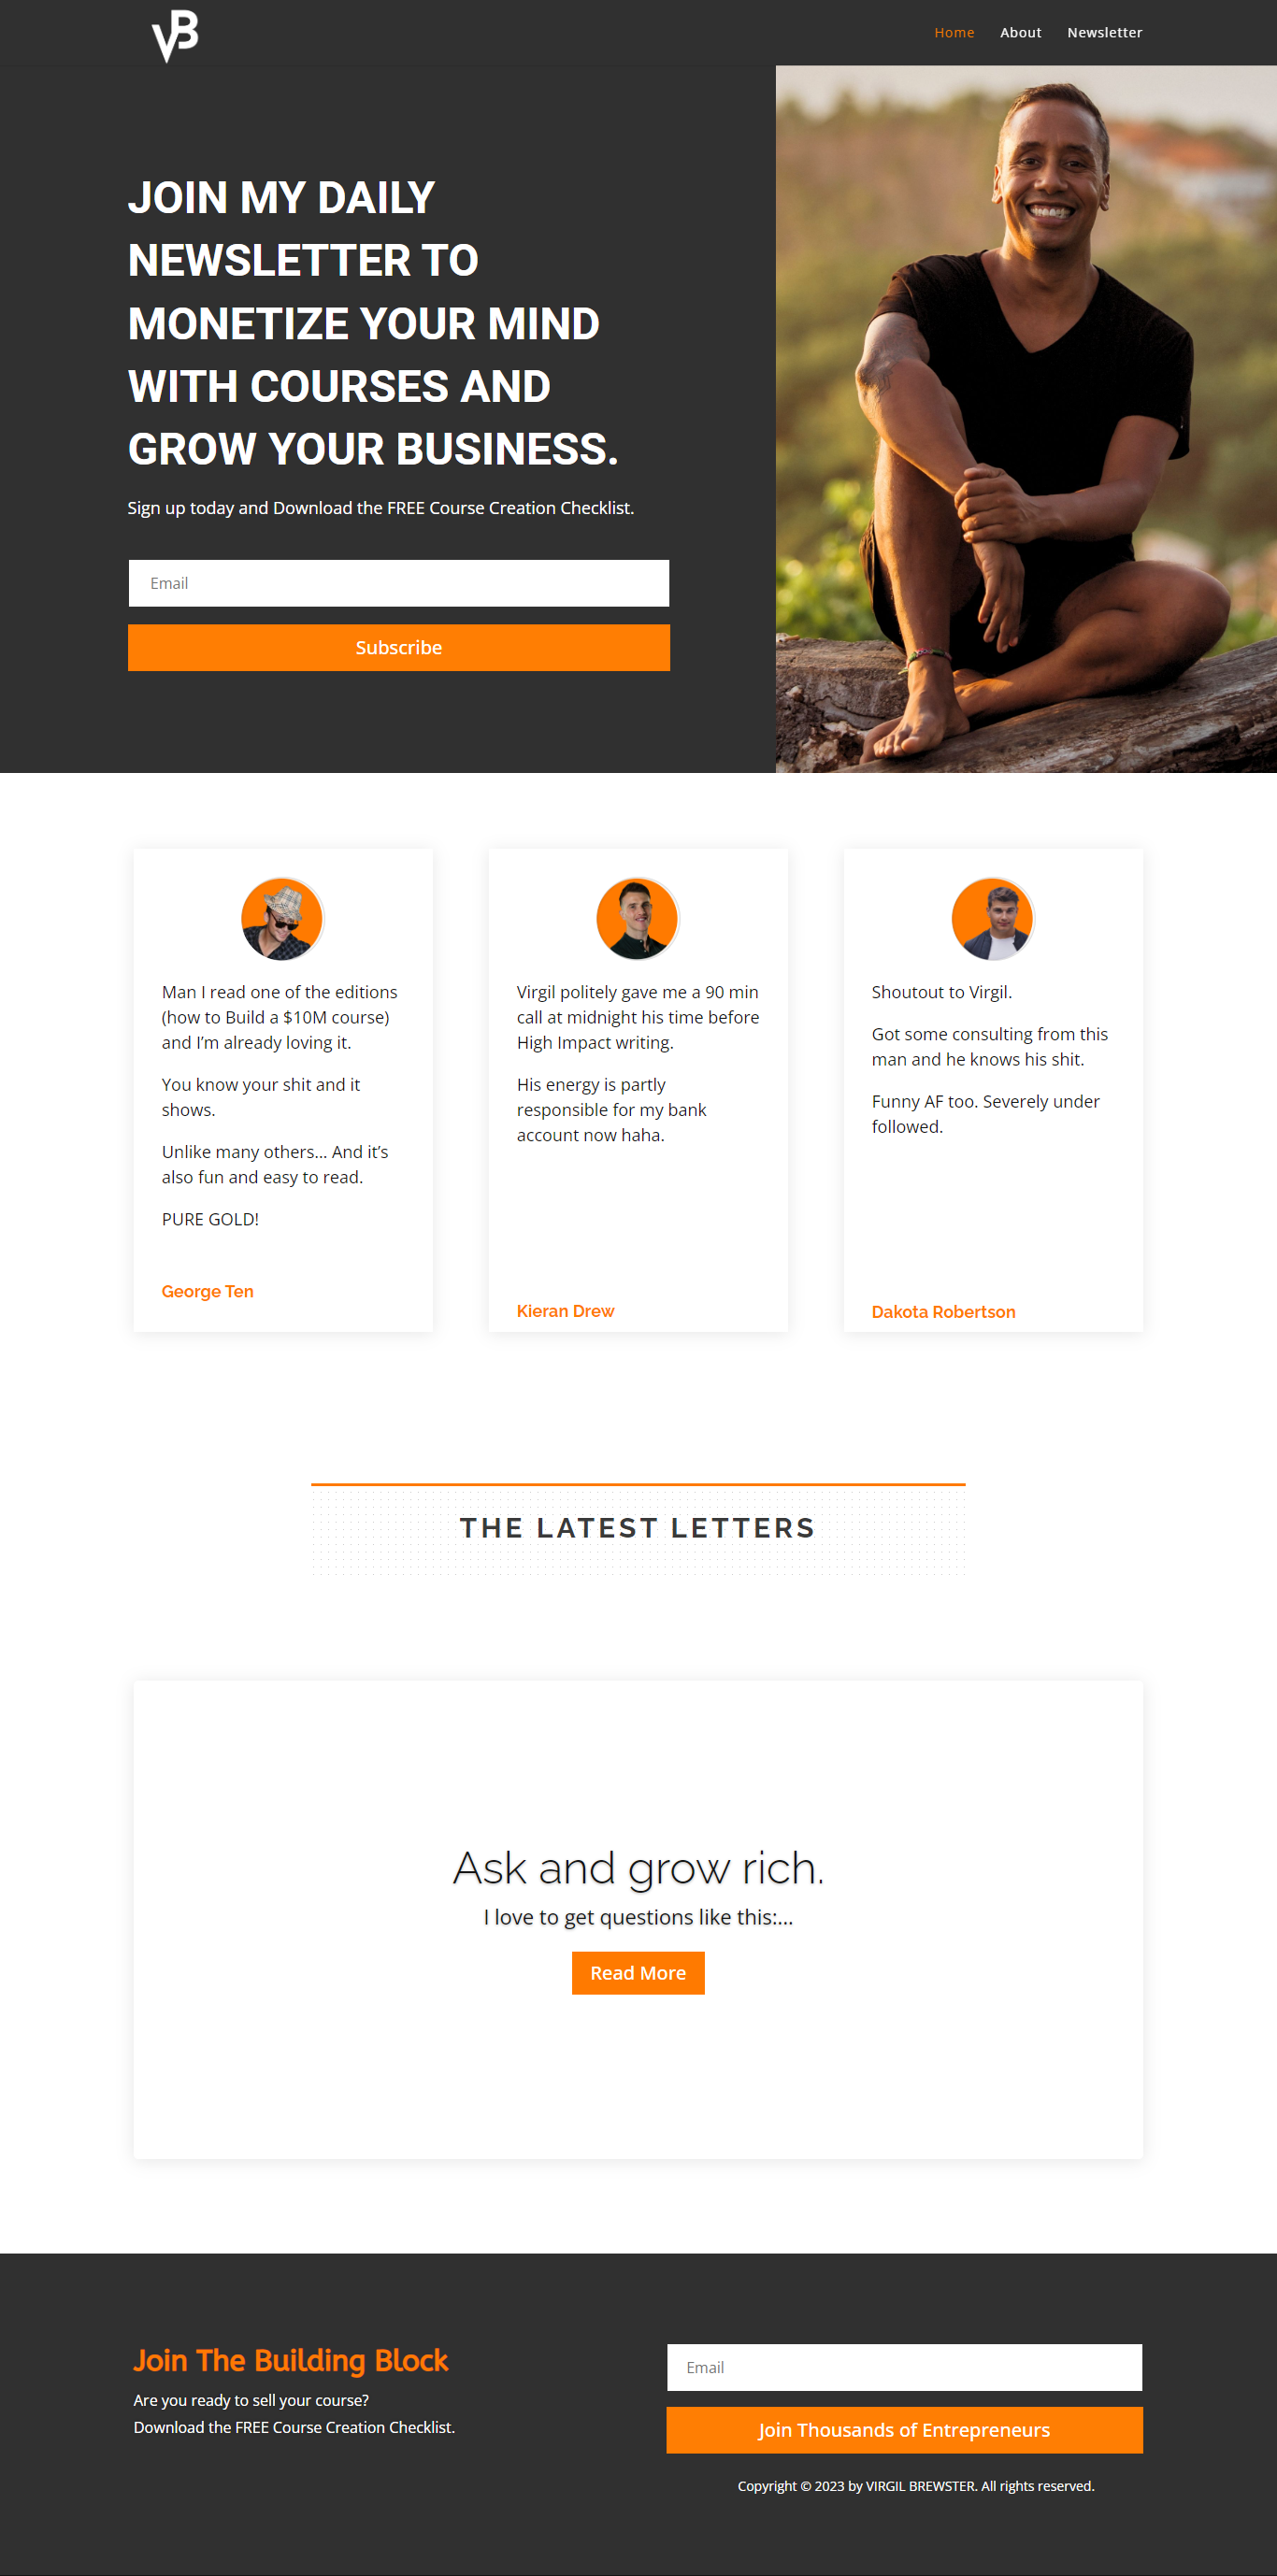 VB
Home About Newsletter
JOIN MY DAILY
NEWSLETTER TO
MONETIZE YOUR MIND
WITH COURSES AND
GROW YOUR BUSINESS.
Sign up today and Download the FREE Course Creation Checklist.
Email
Subscribe
Man I read one of the editions
(how to Build a $10M course)
and I’m already loving it.
You know your shit and it
shows.
Unlike many others... And it’s
also fun and easy to read.
PURE GOLD!
George Ten
Virgil politely gave me a 90 min
call at midnight his time before
High Impact writing.
His energy is partly
responsible for my bank
account now haha.
Kieran Drew
Shoutout to Virgil.
Got some consulting from this
man and he knows his shit.
Funny AF too. Severely under
followed.
Dakota Robertson
THE LATEST LETTERS
Ask and grow rich.
I love to get questions like this:...
Read More
Join The Building Block
Are you ready to sell your course?
Download the FREE Course Creation Checklist.
Email
Join Thousands of Entrepreneurs
Copyright © 2023 by VIRGIL BREWSTER. All rights reserved.